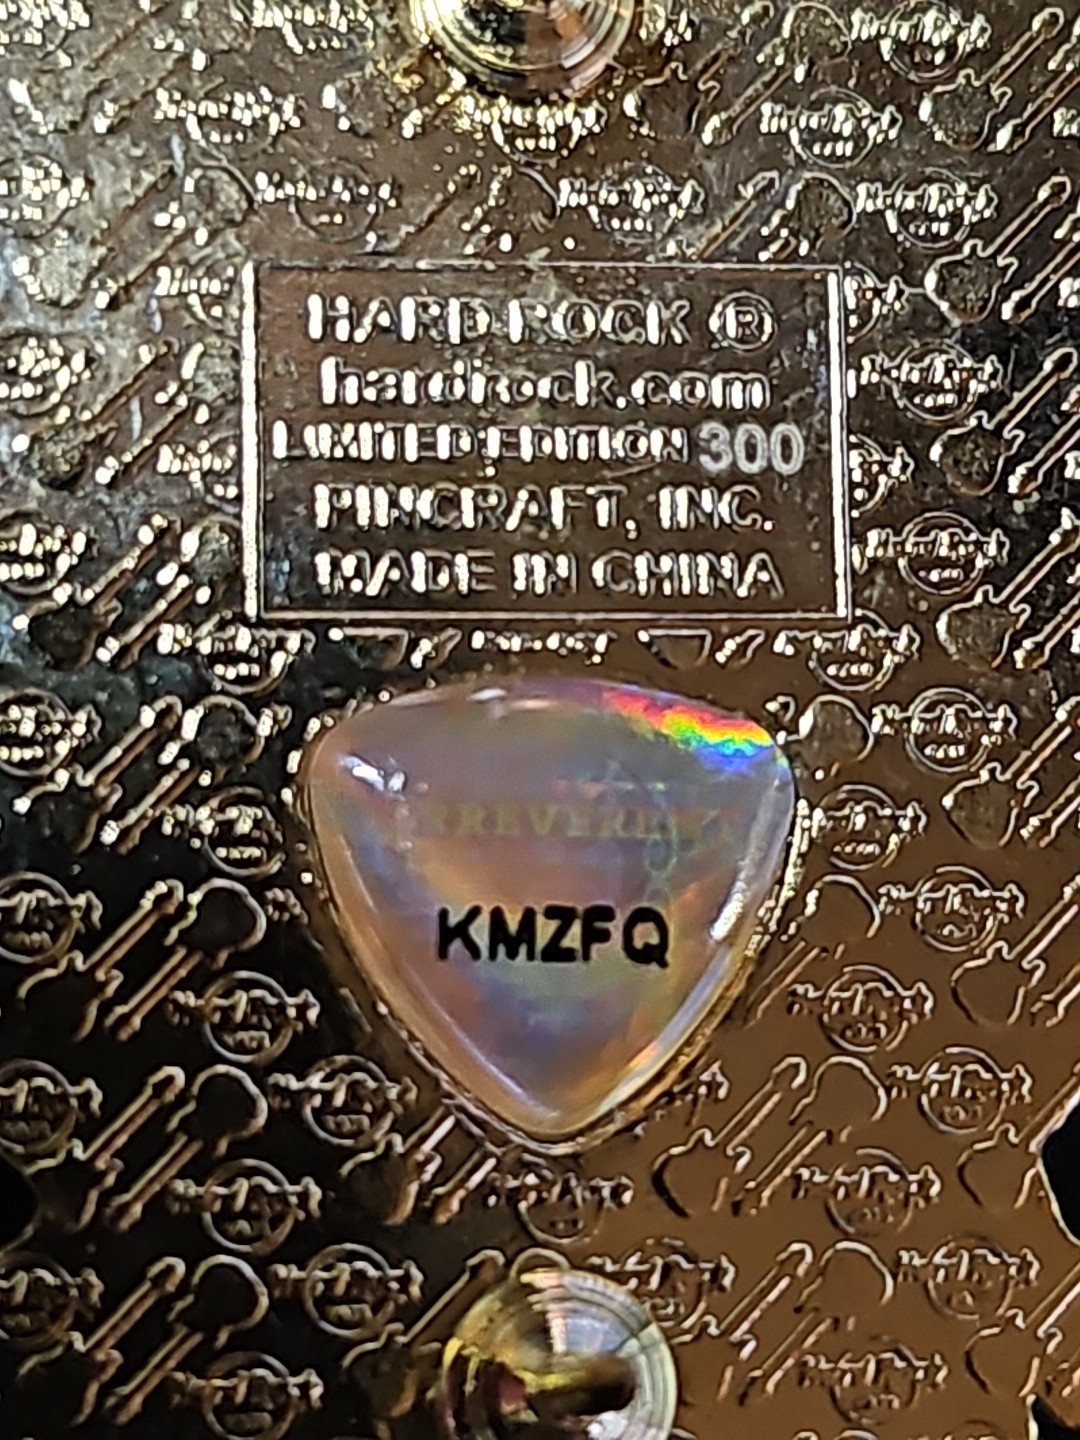 HARD ROCK ®
hardrock.com
LIMITED EDITION 300
PINCRAFT, INC.
MADE IN CHINA
KMZFQ